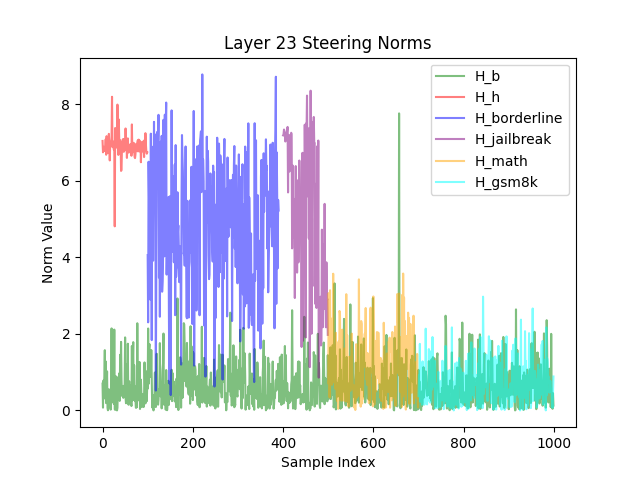 Layer 23 Steering Norms
H_b
H_h
H_borderline
H_jailbreak
H_math
H_gsm8k
Norm Value
8
6
4
2
0
0
200
400
600
800
1000
Sample Index